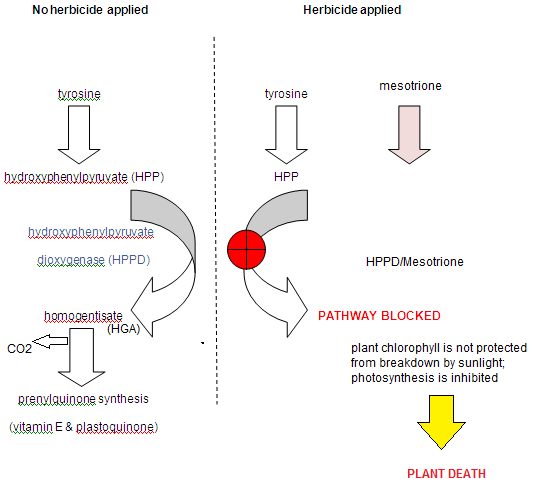 No herbicide applied
Herbicide applied
tyrosine
hydroxyphenylpyruvate (HPP)
hydroxyphenylpyruvate
dioxygenase (HPPD)
homogentisate
(HGA)
CO2
prenylquinone synthesis
(vitamin E & plastoquinone)
tyrosine
mesotrione
HPP
HPPD/Mesotrione
PATHWAY BLOCKED
plant chlorophyll is not protected
from breakdown by sunlight;
photosynthesis is inhibited
PLANT DEATH